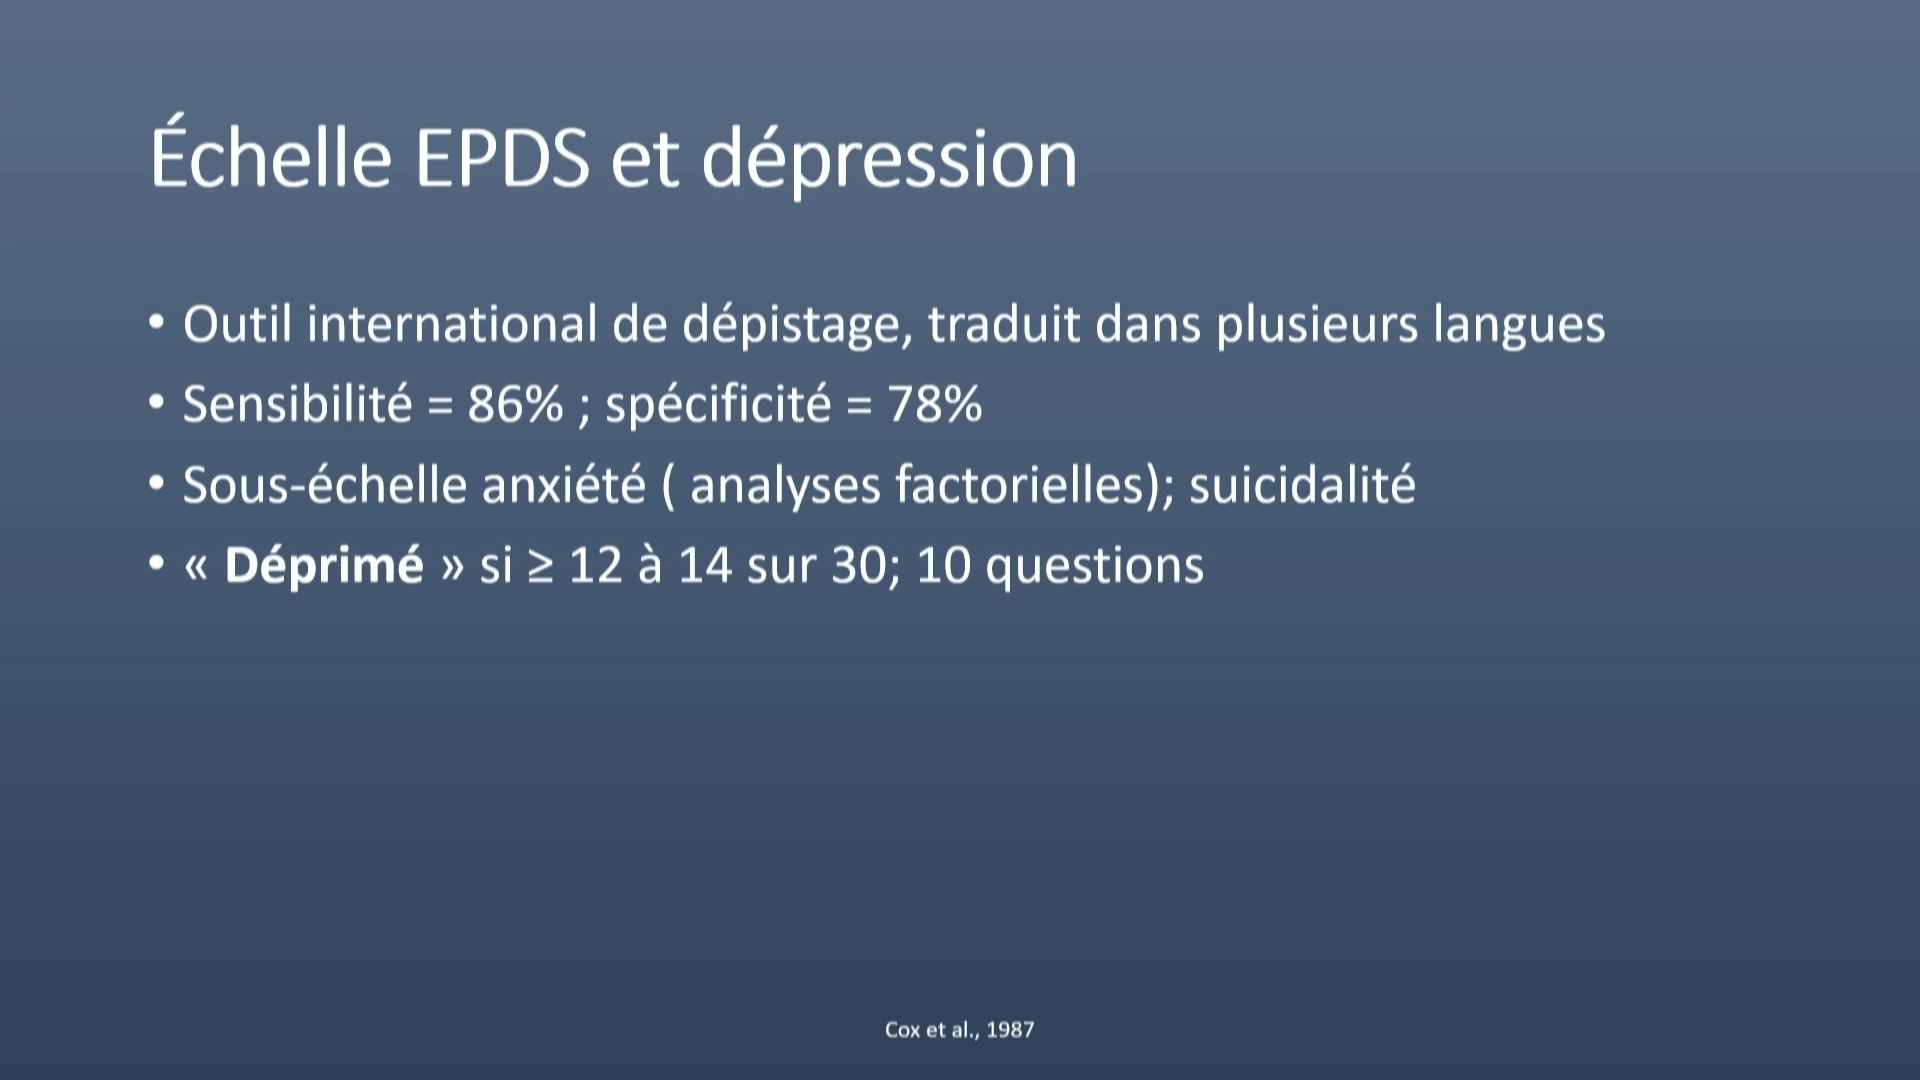 Échelle EPDS et dépression
• Outil international de dépistage, traduit dans plusieurs langues
• Sensibilité = 86% ; spécificité = 78%
• Sous-échelle anxiété ( analyses factorielles); suicidalité
• « Déprimé » si ≥ 12 à 14 sur 30; 10 questions
Cox et al., 1987